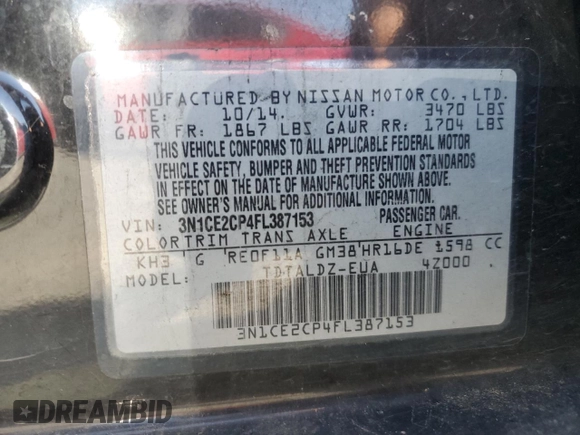 MANUFACTURED BY NISSAN MOTOR CO., LTD.
10/14. GVWR: 3470 LBS
GAWR FR: 1867 LBS GAWR RR: 1704 LBS
THIS VEHICLE CONFORMS TO ALL APPLICABLE FEDERAL MOTOR
VEHICLE SAFETY, BUMPER AND THEFT PREVENTION STANDARDS
IN EFFECT ON THE DATE OF MANUFACTURE SHOWN ABOVE.
SEE OWNER'S MANUAL FOR ADDITIONAL INFORMATION.
VIN: 3N1CE2CP4FL387153 PASSENGER CAR.
COLOR TRIM TRANS AXLE ENGINE
KH3 G RE0F11A GM38 HR16DE 1598 CC
MODEL: TDTALDZ-EUA 4Z000
3N1CE2CP4FL387153
DREAMBID